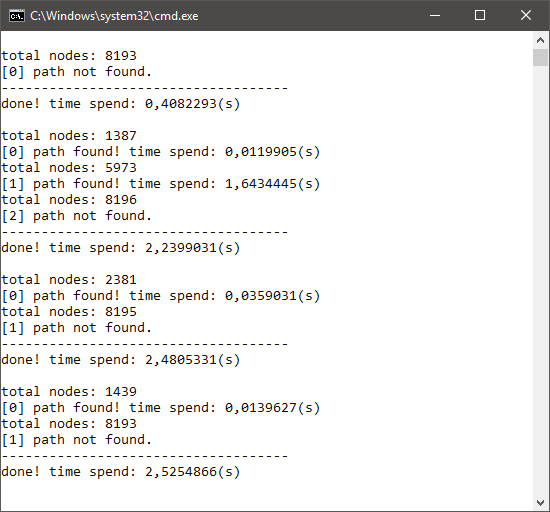 C:\Windows\system32\cmd.exe
total nodes: 8193
[0] path not found.
------------------------------------
done! time spend: 0,4082293(s)
total nodes: 1387
[0] path found! time spend: 0,0119905(s)
total nodes: 5973
[1] path found! time spend: 1,6434445(s)
total nodes: 8196
[2] path not found.
------------------------------------
done! time spend: 2,2399031(s)
total nodes: 2381
[0] path found! time spend: 0,0359031(s)
total nodes: 8195
[1] path not found.
------------------------------------
done! time spend: 2,4805331(s)
total nodes: 1439
[0] path found! time spend: 0,0139627(s)
total nodes: 8193
[1] path not found.
------------------------------------
done! time spend: 2,5254866(s)